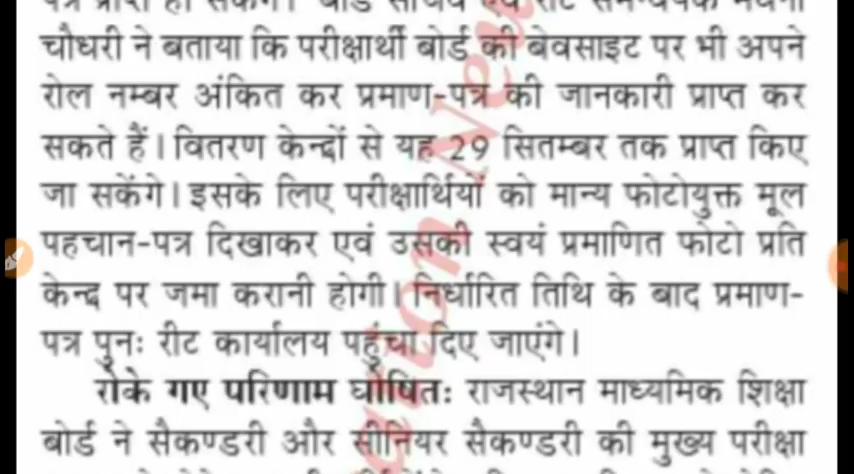 चौधरी ने बताया कि परीक्षार्थी बोर्ड की बेवसाइट पर भी अपने
रोल नम्बर अंकित कर प्रमाण-पत्र की जानकारी प्राप्त कर
सकते हैं। वितरण केन्द्रों से यह 29 सितम्बर तक प्राप्त किए
जा सकेंगे। इसके लिए परीक्षार्थियों को मान्य फोटोयुक्त मूल
पहचान-पत्र दिखाकर एवं उसकी स्वयं प्रमाणित फोटो प्रति
केन्द्र पर जमा करानी होगी। निर्धारित तिथि के बाद प्रमाण-
पत्र पुनः रीट कार्यालय पहुंचा दिए जाएंगे।
रोके गए परिणाम घोषितः राजस्थान माध्यमिक शिक्षा
बोर्ड ने सैकण्डरी और सीनियर सैकण्डरी की मुख्य परीक्षा